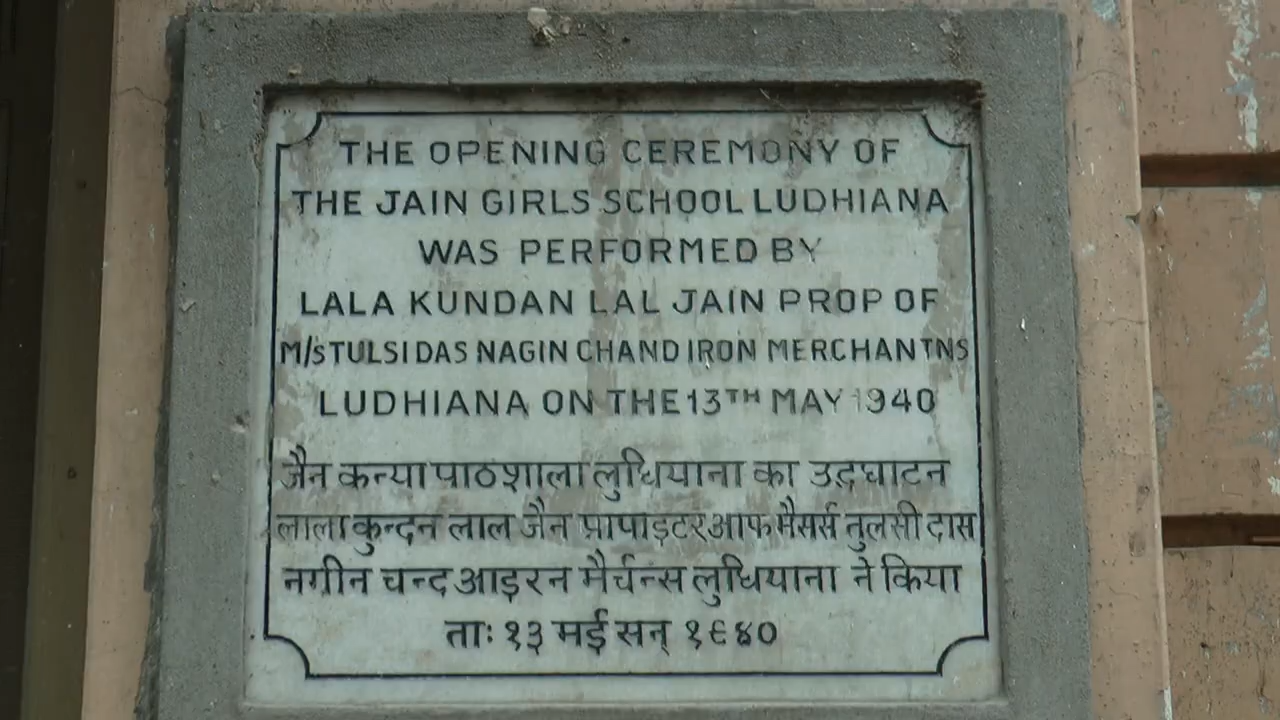 THE OPENING CEREMONY OF
THE JAIN GIRLS SCHOOL LUDHIANA
WAS PERFORMED BY
LALA KUNDAN LAL JAIN PROP OF
M/S TULSI DAS NAGIN CHAND IRON MERCHANTNS
LUDHIANA ON THE 13TH MAY 1940
जैन कन्या पाठशाला लुधियाना का उद्घाटन
लाला कुन्दन लाल जैन प्रापाइटर आफ मैसर्स तुलसी दास
नगीन चन्द आइरन मैर्चन्स लुधियाना ने किया
ताः १३ मई सन् १९४०